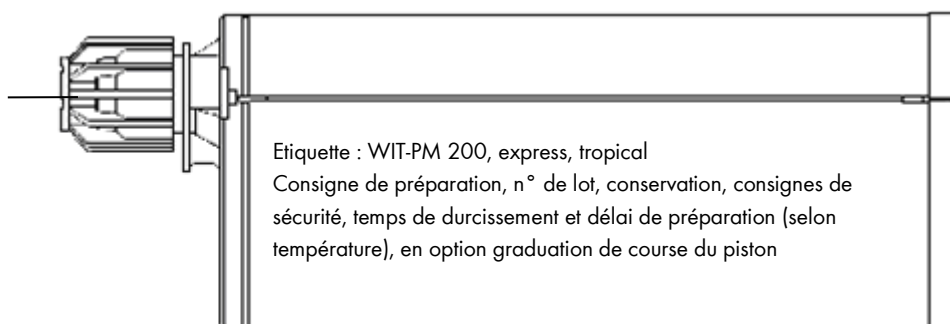 Etiquette : WIT-PM 200, express, tropical
Consigne de préparation, n° de lot, conservation, consignes de
sécurité, temps de durcissement et délai de préparation (selon
température), en option graduation de course du piston